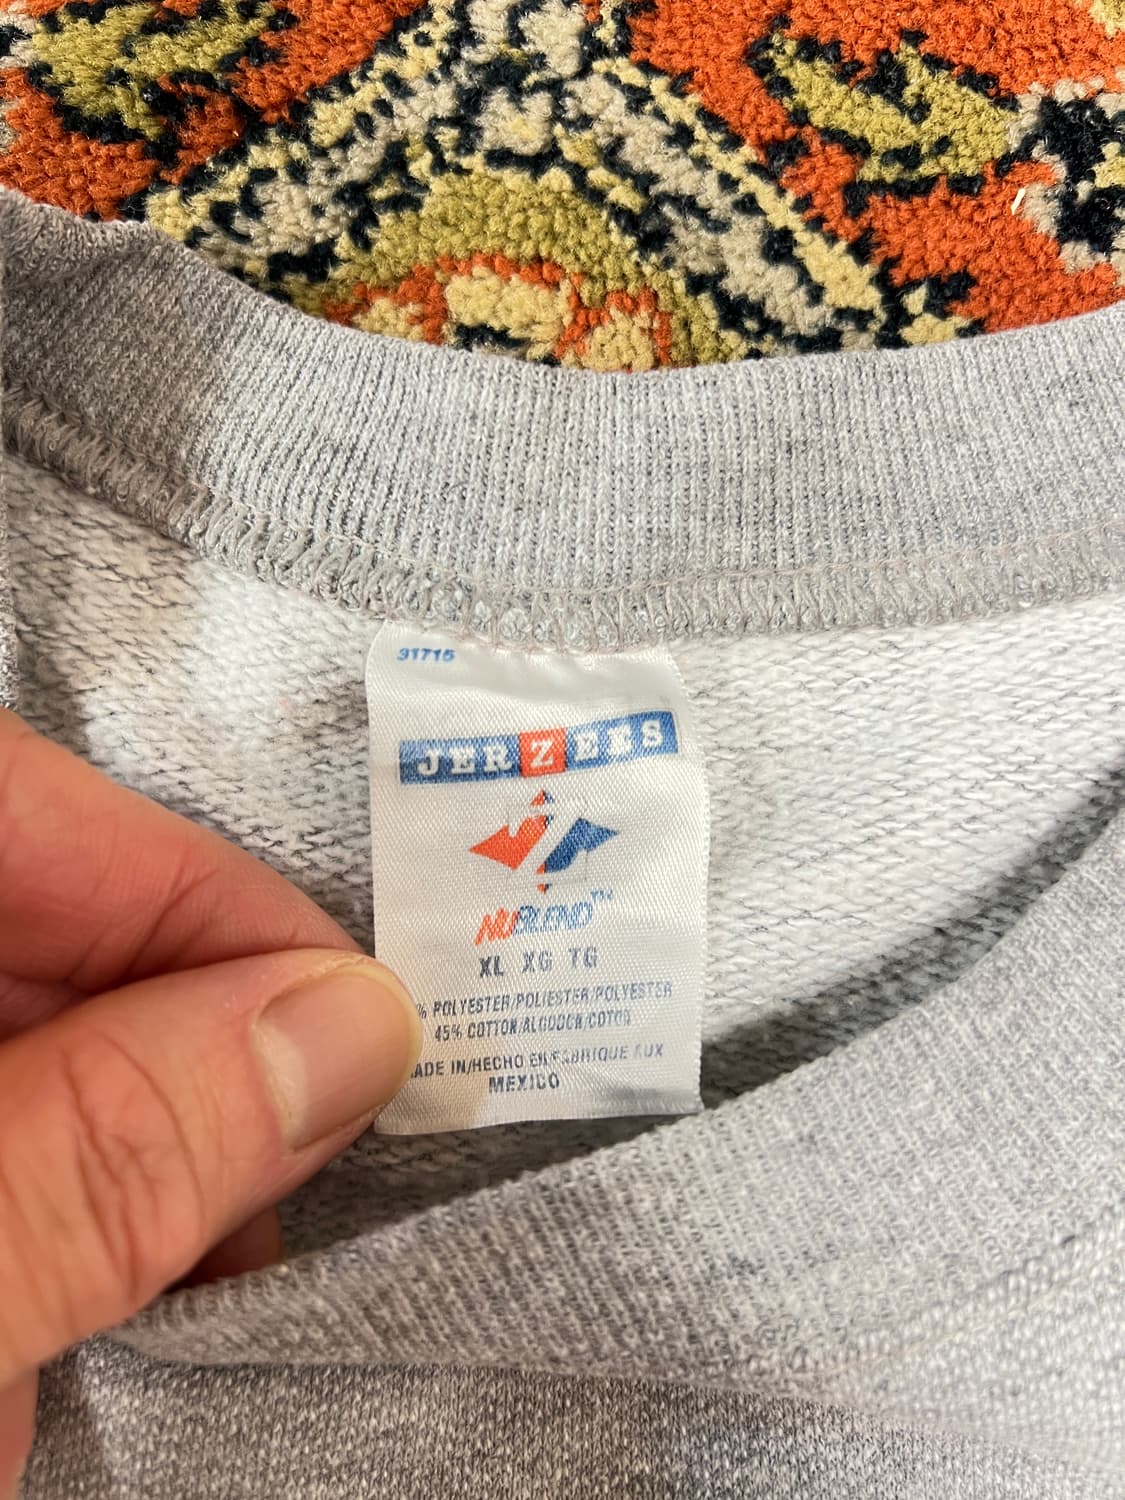 31715
JERZEES
NUBLEND™
XL XG TG
% POLYESTER/POLIESTER/POLYESTER
45% COTTON/ALGODON/COTON
ADE IN/HECHO EN/FABRIQUE AUX
MEXICO